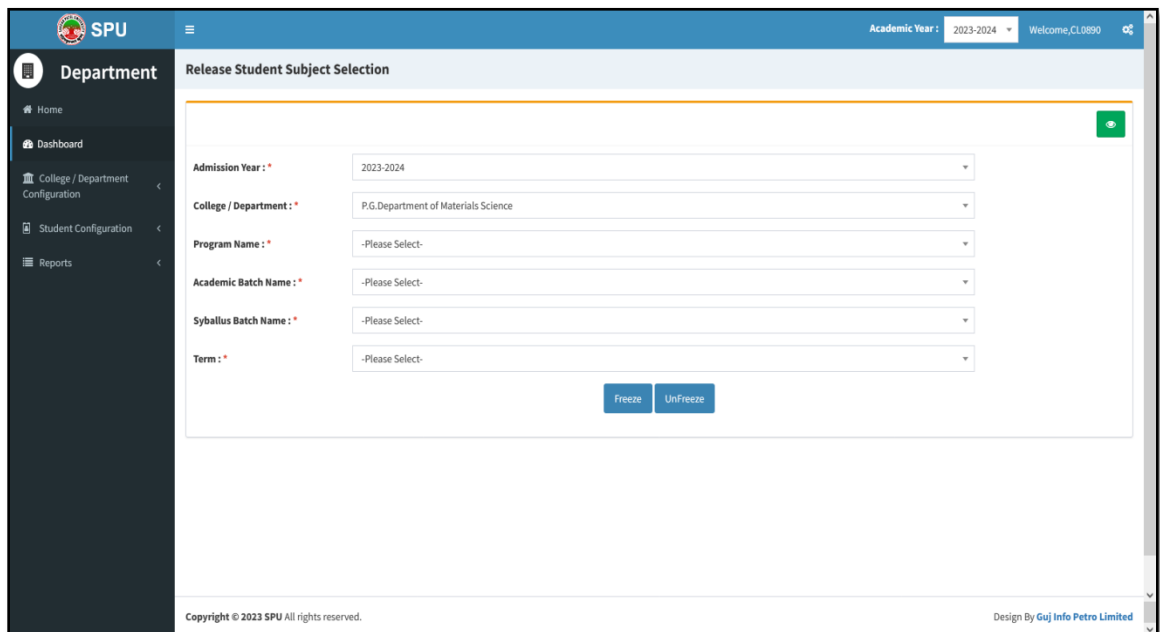 SPU
Academic Year : 2023-2024 Welcome,CL0890
Department
Release Student Subject Selection
Home
Dashboard
College / Department
Configuration
Student Configuration
Reports
Admission Year : * 2023-2024
College / Department : * P.G.Department of Materials Science
Program Name : * -Please Select-
Academic Batch Name : * -Please Select-
Syballus Batch Name : * -Please Select-
Term : * -Please Select-
Freeze UnFreeze
Copyright © 2023 SPU All rights reserved. Design By Guj Info Petro Limited